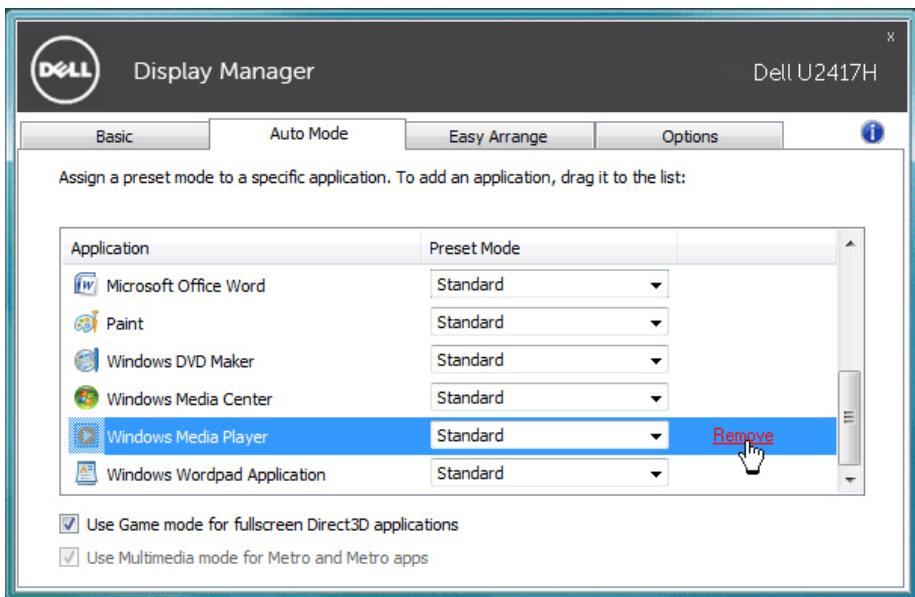 x
DELL
Display Manager
Dell U2417H
Basic
Auto Mode
Easy Arrange
Options
i
Assign a preset mode to a specific application. To add an application, drag it to the list:
Application Preset Mode
Microsoft Office Word Standard
Paint Standard
Windows DVD Maker Standard
Windows Media Center Standard
Windows Media Player Standard Remove
Windows Wordpad Application Standard
Use Game mode for fullscreen Direct3D applications
Use Multimedia mode for Metro and Metro apps